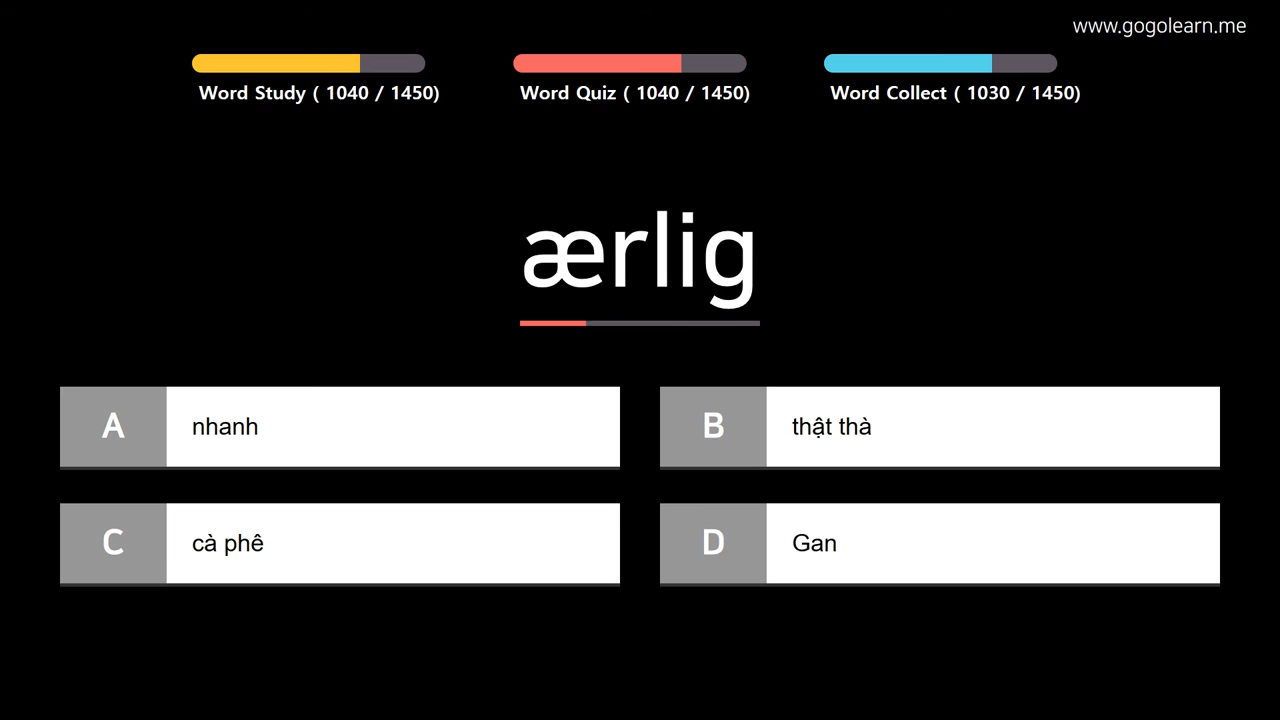 www.gogolearn.me
Word Study ( 1040 / 1450)
Word Quiz ( 1040 / 1450)
Word Collect ( 1030 / 1450)
ærlig
A
nhanh
B
thật thà
C
cà phê
D
Gan